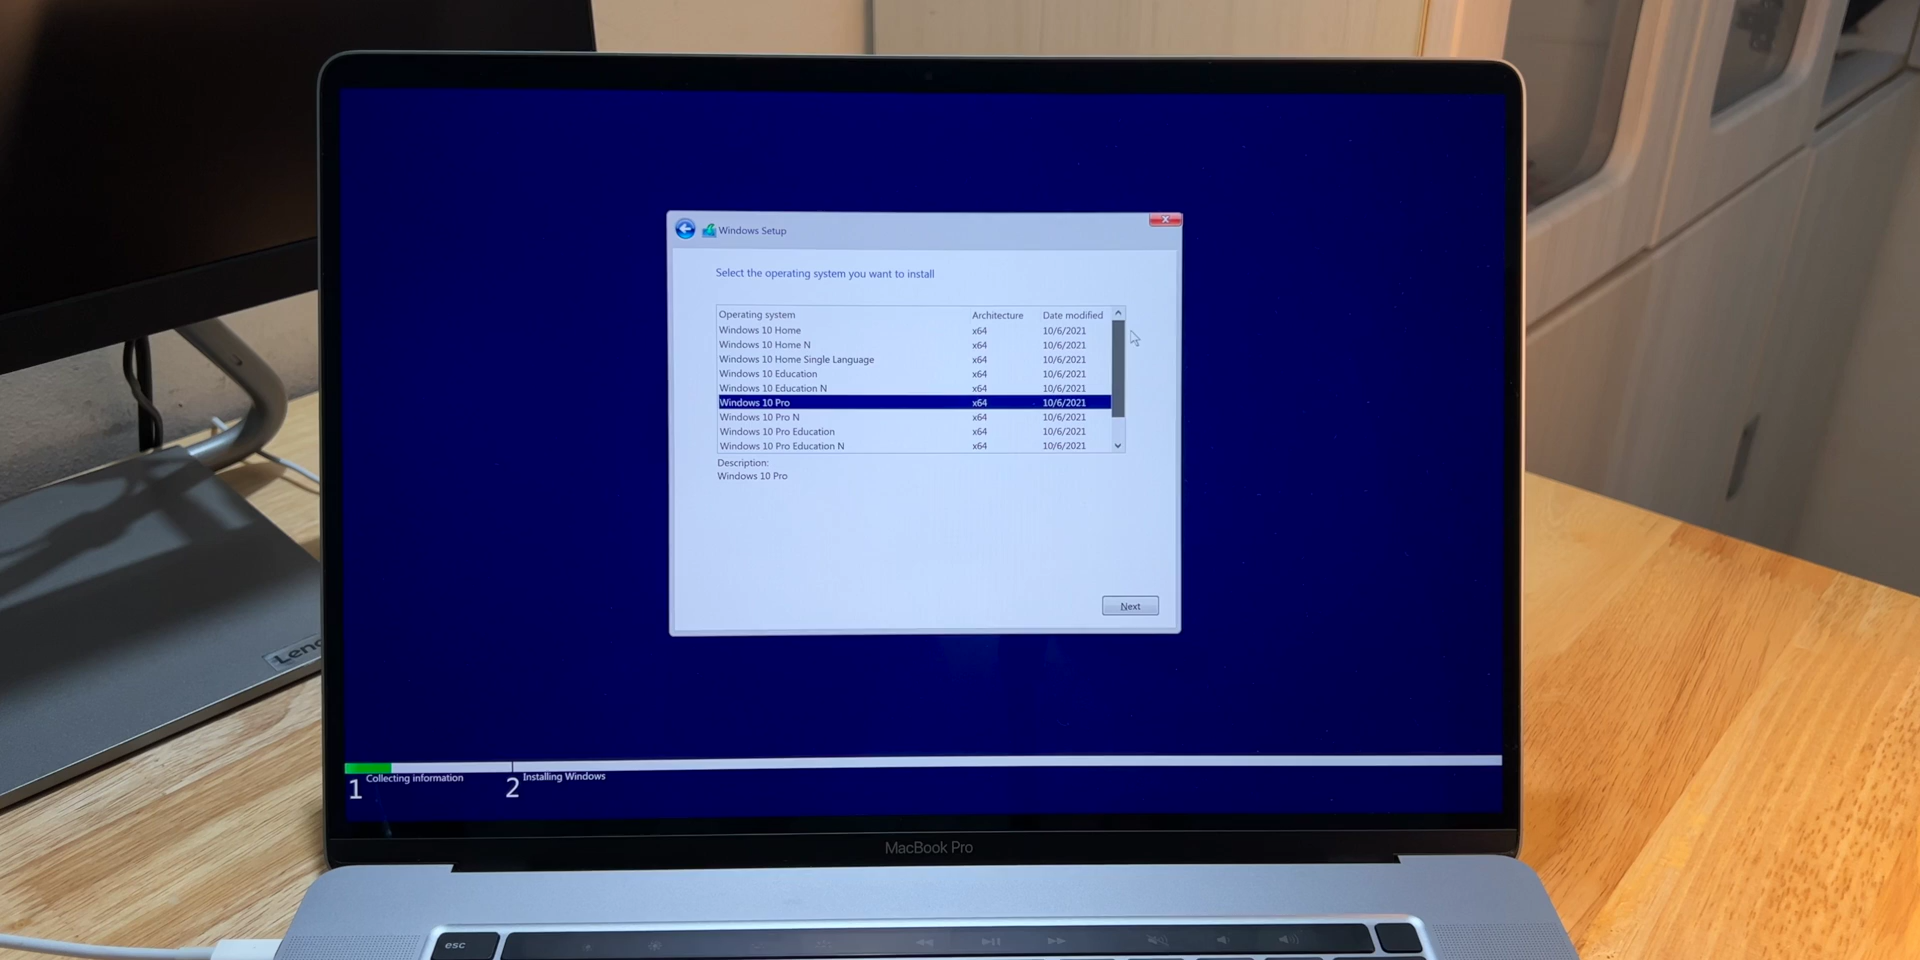 Windows Setup
Select the operating system you want to install
Operating system Architecture Date modified
Windows 10 Home x64 10/6/2021
Windows 10 Home N x64 10/6/2021
Windows 10 Home Single Language x64 10/6/2021
Windows 10 Education x64 10/6/2021
Windows 10 Education N x64 10/6/2021
Windows 10 Pro x64 10/6/2021
Windows 10 Pro N x64 10/6/2021
Windows 10 Pro Education x64 10/6/2021
Windows 10 Pro Education N x64 10/6/2021
Description:
Windows 10 Pro
Next
Leno
1 Collecting information 2 Installing Windows
MacBook Pro
esc